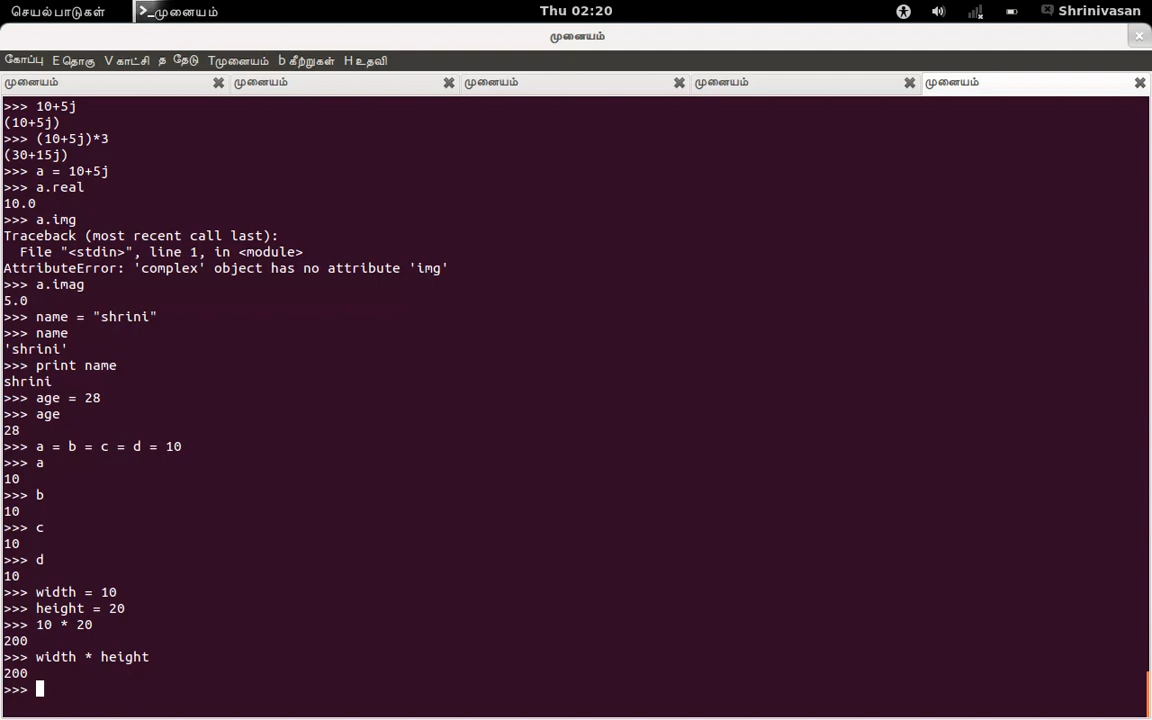 செயல்பாடுகள் >_ முனையம் Thu 02:20 Shrinivasan
முனையம்
கோப்பு E தொகு V காட்சி த தேடு T முனையம் b கீற்றுகள் H உதவி
முனையம் முனையம் முனையம் முனையம் முனையம்
>>> 10+5j
(10+5j)
>>> (10+5j)*3
(30+15j)
>>> a = 10+5j
>>> a.real
10.0
>>> a.img
Traceback (most recent call last):
  File "<stdin>", line 1, in <module>
AttributeError: 'complex' object has no attribute 'img'
>>> a.imag
5.0
>>> name = "shrini"
>>> name
'shrini'
>>> print name
shrini
>>> age = 28
>>> age
28
>>> a = b = c = d = 10
>>> a
10
>>> b
10
>>> c
10
>>> d
10
>>> width = 10
>>> height = 20
>>> 10 * 20
200
>>> width * height
200
>>>